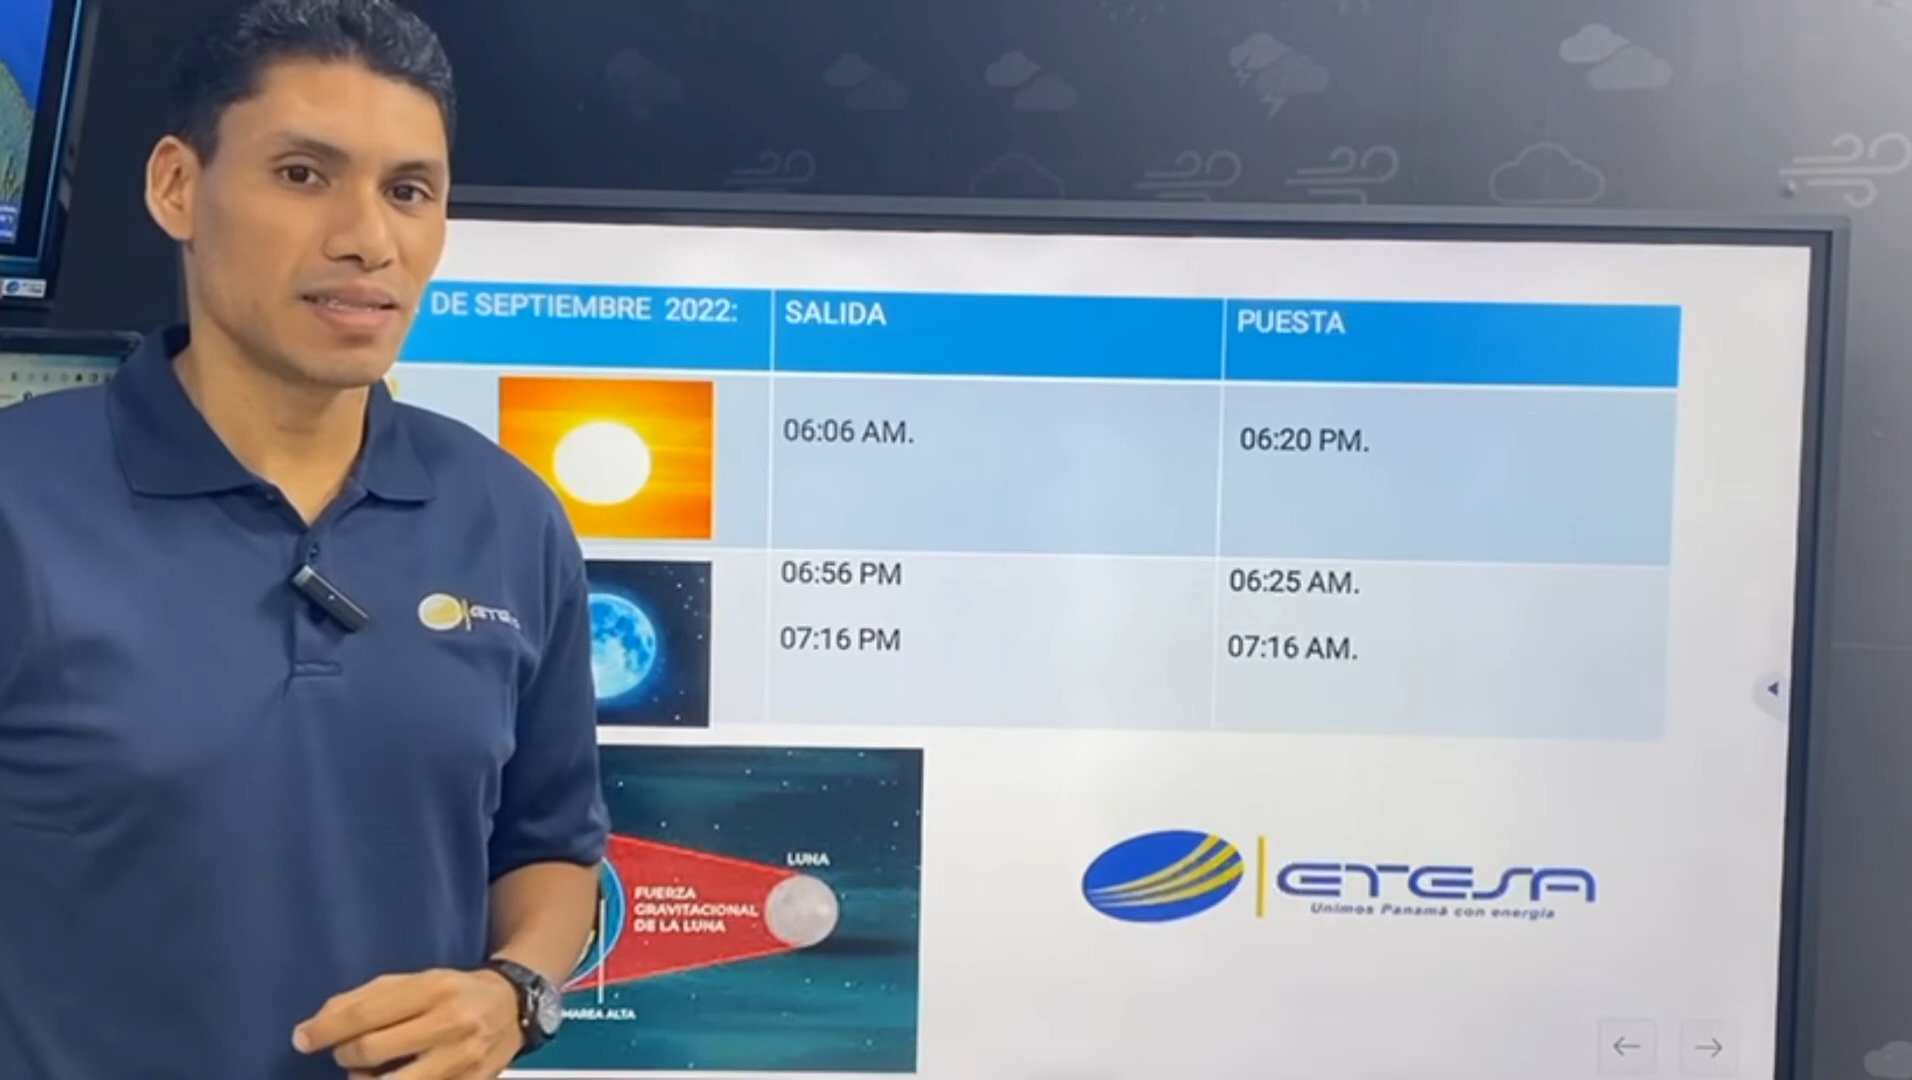 DE SEPTIEMBRE 2022:
SALIDA
PUESTA
06:06 AM.
06:20 PM.
06:56 PM
06:25 AM.
07:16 PM
07:16 AM.
LUNA
FUERZA
GRAVITACIONAL
DE LA LUNA
MAREA ALTA
ETESA
Unimos Panamá con energía
ETESA